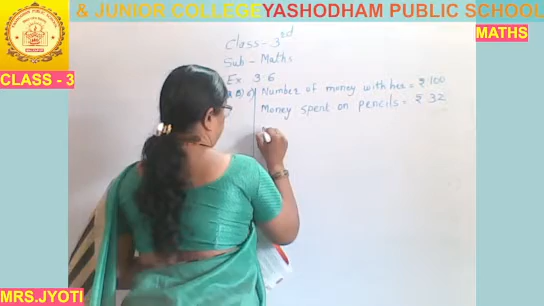 & JUNIOR COLLEGE YASHODHAM PUBLIC SCHOOL
MATHS
CLASS - 3
Class - 3rd
Sub - Maths
Ex 3 6
Number of money with her = ₹ 100
Money spent on pencils = ₹ 32
MRS.JYOTI